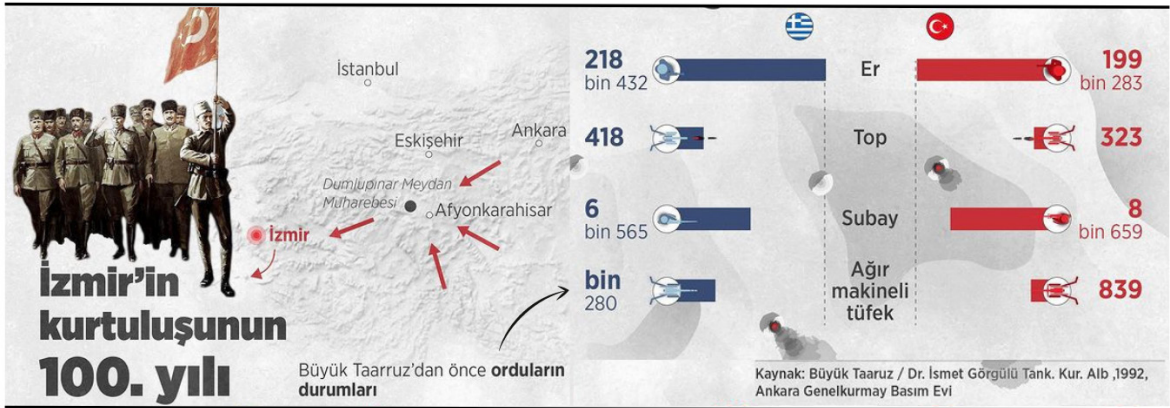 İstanbul
Ankara
Eskişehir
Dumlupınar Meydan
Muharebesi
Afyonkarahisar
İzmir
İzmir’in
kurtuluşunun
100. yılı
Büyük Taarruz’dan önce orduların
durumları
218
bin 432
Er
199
bin 283
418
Top
323
6
bin 565
Subay
8
bin 659
bin
280
Ağır
makineli
tüfek
839
Kaynak: Büyük Taaruz / Dr. İsmet Görgülü Tank. Kur. Alb ,1992,
Ankara Genelkurmay Basım Evi